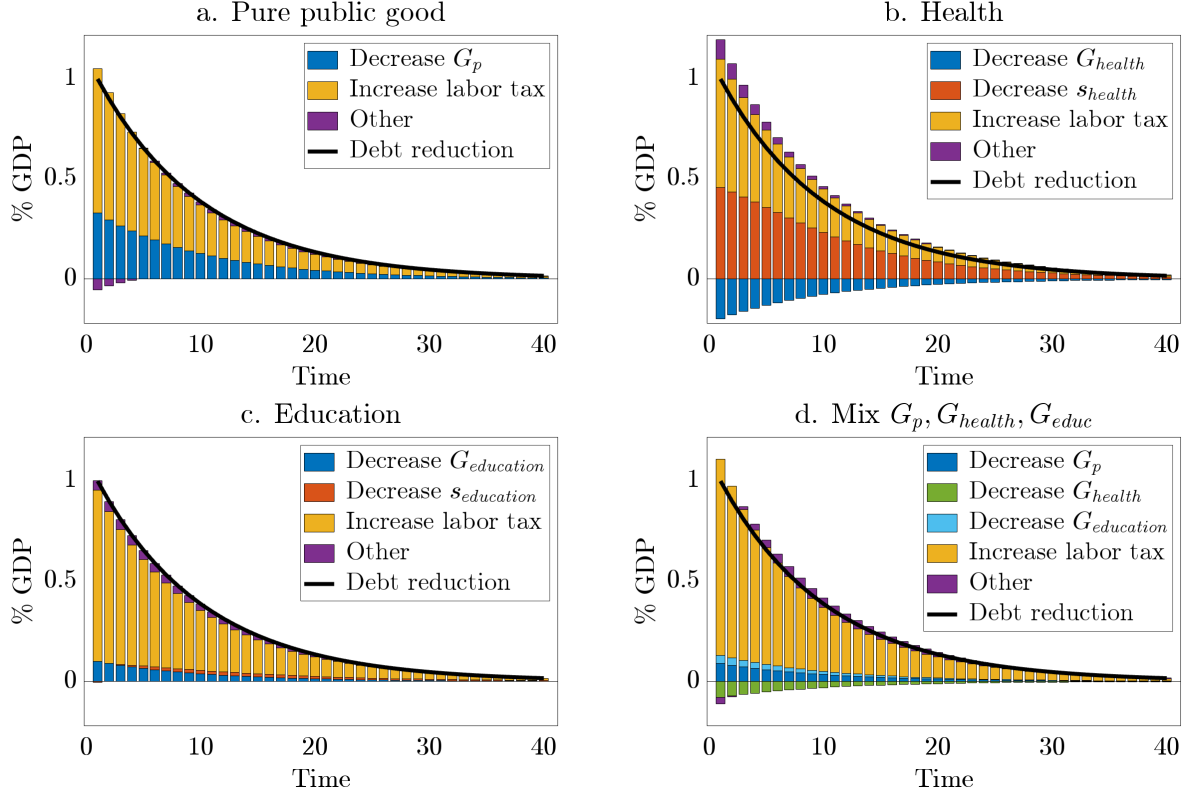 a. Pure public good
% GDP
1
0.5
0
Decrease G_p
Increase labor tax
Other
Debt reduction
0 10 20 30 40
Time
b. Health
% GDP
1
0.5
0
Decrease G_health
Decrease s_health
Increase labor tax
Other
Debt reduction
0 10 20 30 40
Time
c. Education
% GDP
1
0.5
0
Decrease G_education
Decrease s_education
Increase labor tax
Other
Debt reduction
0 10 20 30 40
Time
d. Mix G_p, G_health, G_educ
% GDP
1
0.5
0
Decrease G_p
Decrease G_health
Decrease G_education
Increase labor tax
Other
Debt reduction
0 10 20 30 40
Time